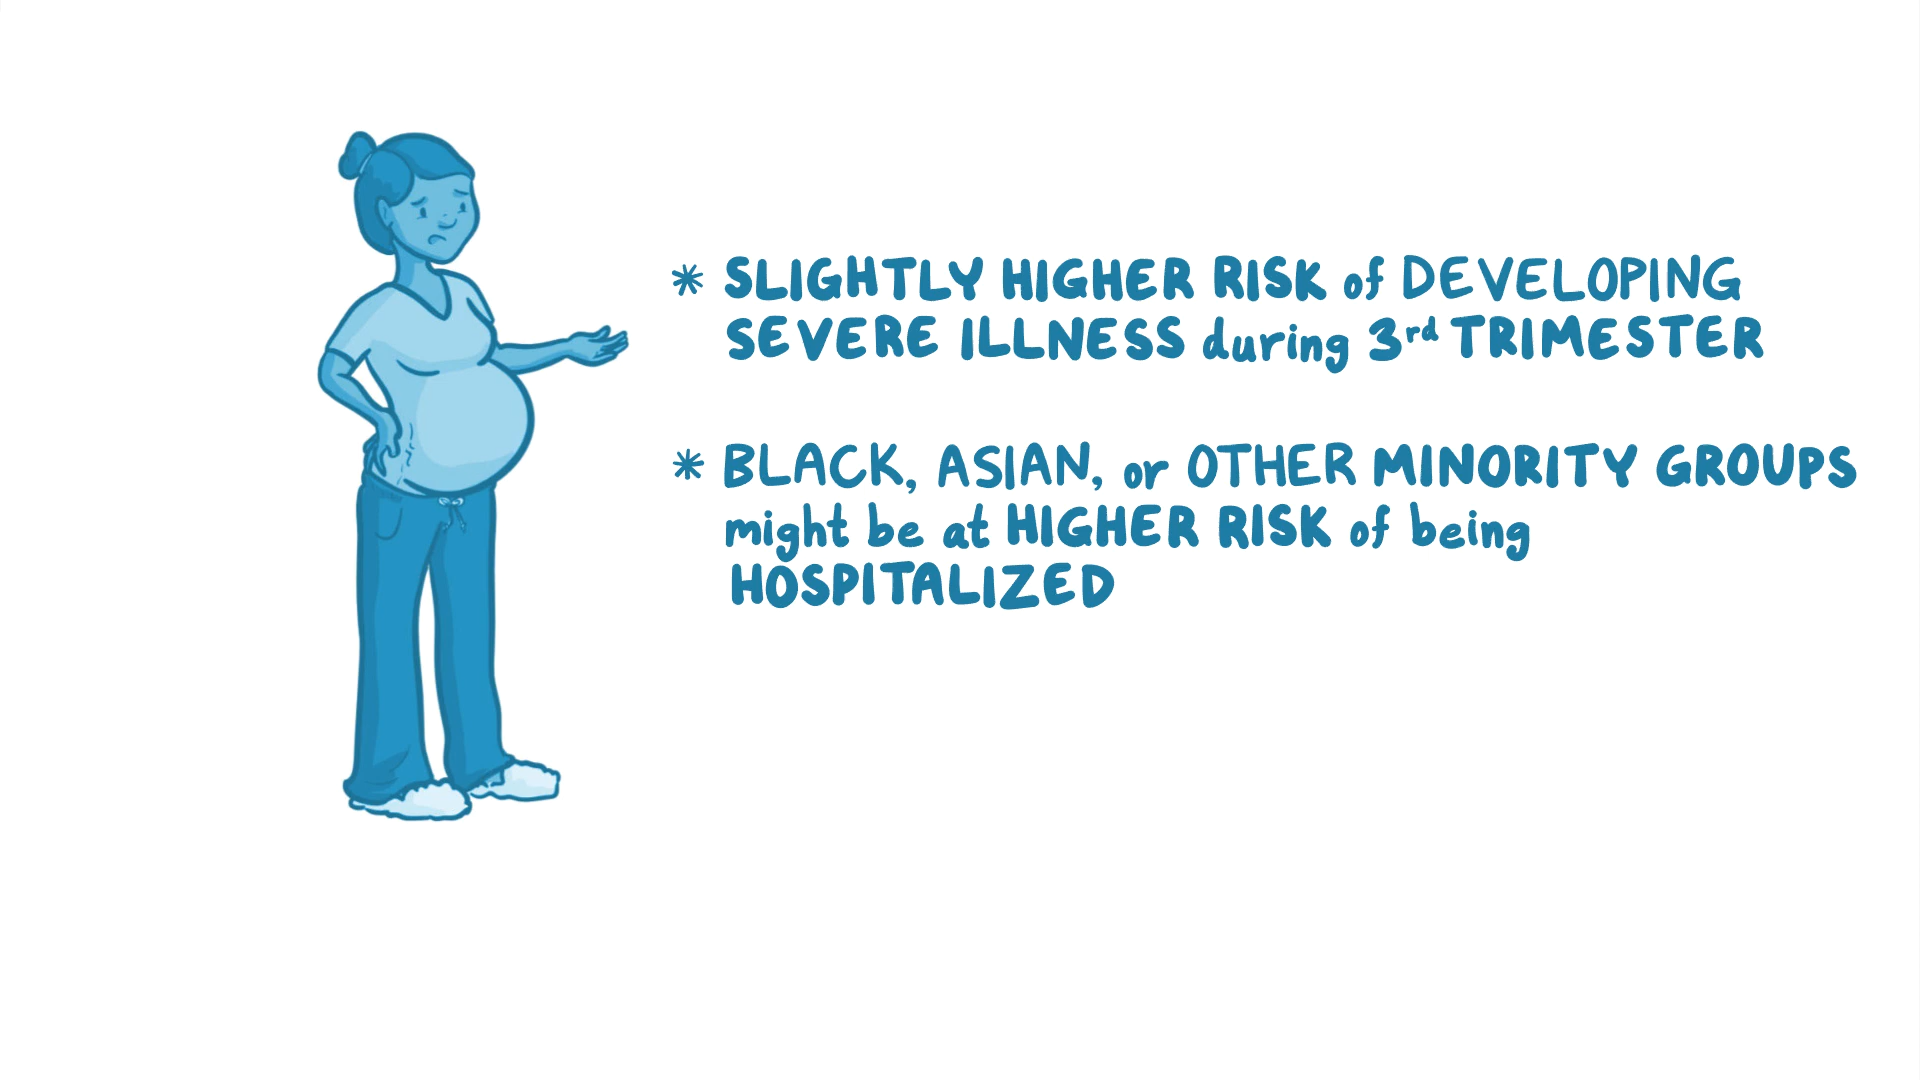 * SLIGHTLY HIGHER RISK of DEVELOPING
SEVERE ILLNESS during 3rd TRIMESTER
* BLACK, ASIAN, or OTHER MINORITY GROUPS
might be at HIGHER RISK of being
HOSPITALIZED